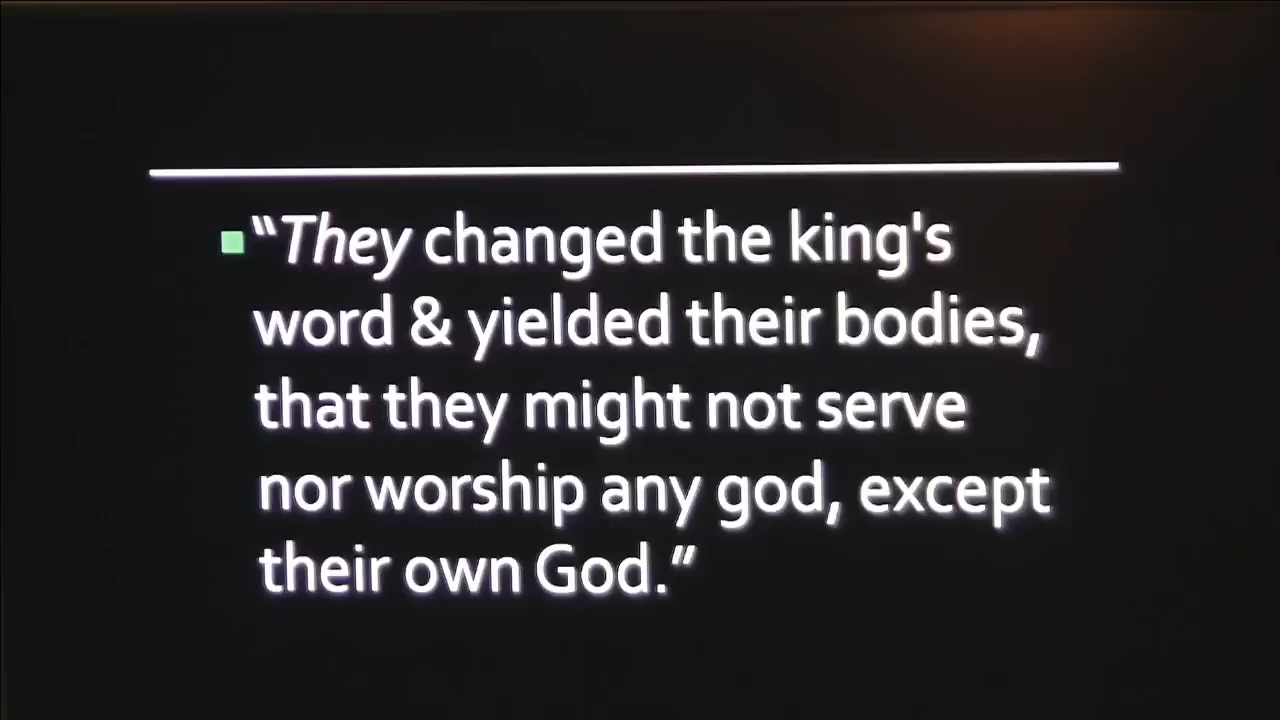 “They changed the king's
word & yielded their bodies,
that they might not serve
nor worship any god, except
their own God.”